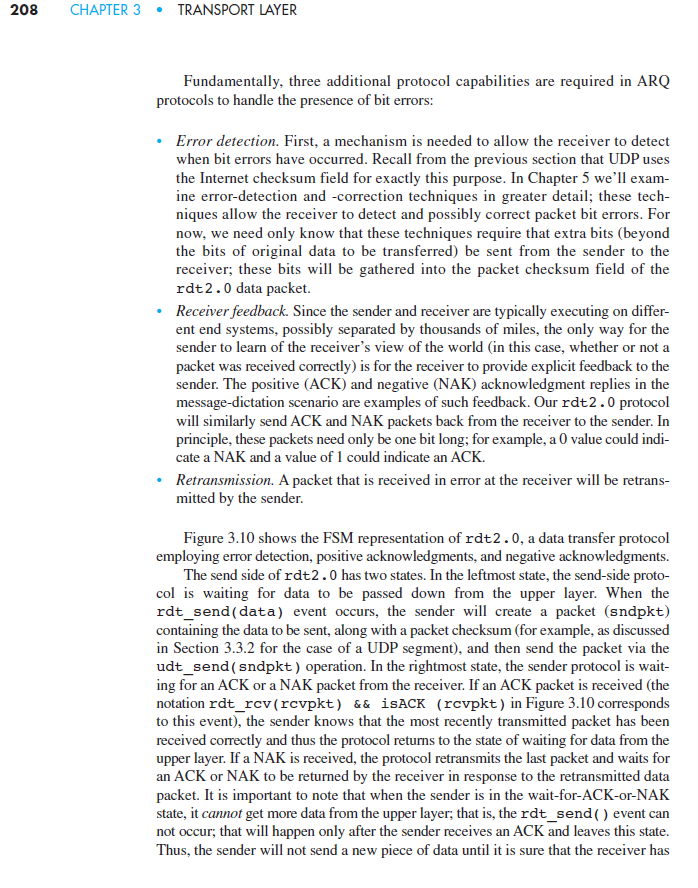 208 CHAPTER 3 • TRANSPORT LAYER
Fundamentally, three additional protocol capabilities are required in ARQ
protocols to handle the presence of bit errors:
• Error detection. First, a mechanism is needed to allow the receiver to detect
when bit errors have occurred. Recall from the previous section that UDP uses
the Internet checksum field for exactly this purpose. In Chapter 5 we'll exam-
ine error-detection and -correction techniques in greater detail; these tech-
niques allow the receiver to detect and possibly correct packet bit errors. For
now, we need only know that these techniques require that extra bits (beyond
the bits of original data to be transferred) be sent from the sender to the
receiver; these bits will be gathered into the packet checksum field of the
rdt2.0 data packet.
• Receiver feedback. Since the sender and receiver are typically executing on differ-
ent end systems, possibly separated by thousands of miles, the only way for the
sender to learn of the receiver's view of the world (in this case, whether or not a
packet was received correctly) is for the receiver to provide explicit feedback to the
sender. The positive (ACK) and negative (NAK) acknowledgment replies in the
message-dictation scenario are examples of such feedback. Our rdt2.0 protocol
will similarly send ACK and NAK packets back from the receiver to the sender. In
principle, these packets need only be one bit long; for example, a 0 value could indi-
cate a NAK and a value of 1 could indicate an ACK.
• Retransmission. A packet that is received in error at the receiver will be retrans-
mitted by the sender.
Figure 3.10 shows the FSM representation of rdt2.0, a data transfer protocol
employing error detection, positive acknowledgments, and negative acknowledgments.
The send side of rdt2.0 has two states. In the leftmost state, the send-side proto-
col is waiting for data to be passed down from the upper layer. When the
rdt_send(data) event occurs, the sender will create a packet (sndpkt)
containing the data to be sent, along with a packet checksum (for example, as discussed
in Section 3.3.2 for the case of a UDP segment), and then send the packet via the
udt_send(sndpkt) operation. In the rightmost state, the sender protocol is wait-
ing for an ACK or a NAK packet from the receiver. If an ACK packet is received (the
notation rdt_rcv(rcvpkt) && isACK (rcvpkt) in Figure 3.10 corresponds
to this event), the sender knows that the most recently transmitted packet has been
received correctly and thus the protocol returns to the state of waiting for data from the
upper layer. If a NAK is received, the protocol retransmits the last packet and waits for
an ACK or NAK to be returned by the receiver in response to the retransmitted data
packet. It is important to note that when the sender is in the wait-for-ACK-or-NAK
state, it cannot get more data from the upper layer; that is, the rdt_send() event can
not occur; that will happen only after the sender receives an ACK and leaves this state.
Thus, the sender will not send a new piece of data until it is sure that the receiver has